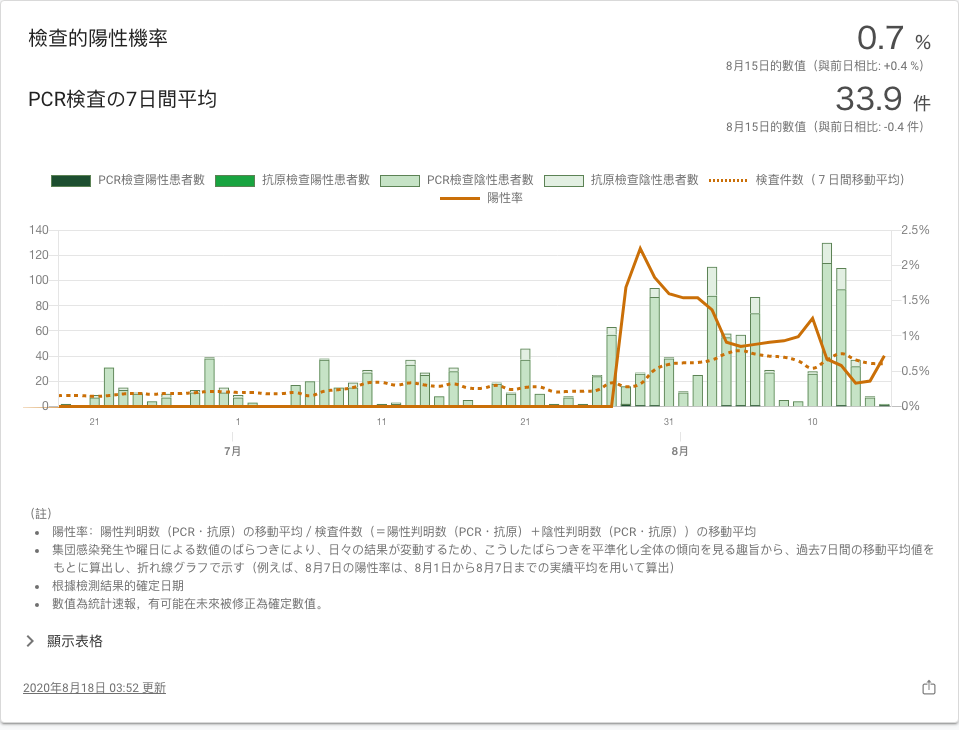 檢查的陽性機率
0.7 %
8月15日的數值（與前日相比: +0.4 %）
PCR検査の7日間平均
33.9 件
8月15日的數值（與前日相比: -0.4 件）
PCR檢查陽性患者數 抗原檢查陽性患者數 PCR檢查陰性患者數 抗原檢查陰性患者數 検査件数（７日間移動平均）
陽性率
140 2.5%
120 2%
100
80 1.5%
60 1%
40 0.5%
20
0 0%
21 1 11 21 31 10
7月 8月
（註）
陽性率：陽性判明数（PCR・抗原）の移動平均 / 検査件数（＝陽性判明数（PCR・抗原）＋陰性判明数（PCR・抗原））の移動平均
集団感染発生や曜日による数値のばらつきにより、日々の結果が変動するため、こうしたばらつきを平準化し全体の傾向を見る趣旨から、過去7日間の移動平均値を
もとに算出し、折れ線グラフで示す（例えば、8月7日の陽性率は、8月1日から8月7日までの実績平均を用いて算出）
根據檢測結果的確定日期
數值為統計速報，有可能在未來被修正為確定數值。
顯示表格
2020年8月18日 03:52 更新